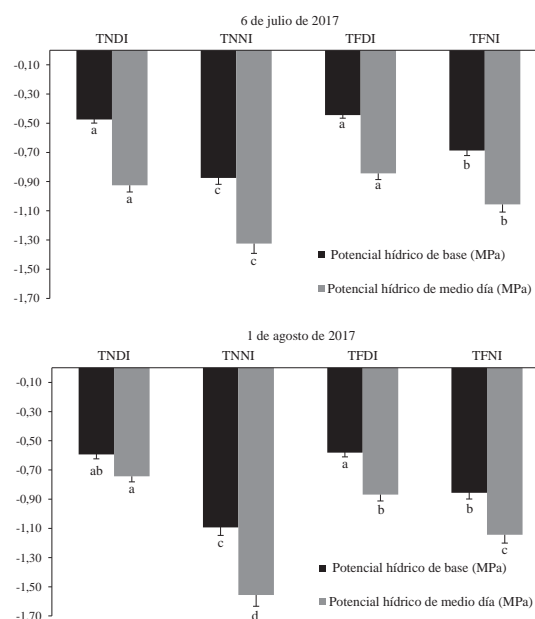 6 de julio de 2017
TNDI TNNI TFDI TFNI
-0,10
-0,30
-0,50
-0,70
-0,90
-1,10
-1,30
-1,50
-1,70
a a c c a a b b
Potencial hídrico de base (MPa)
Potencial hídrico de medio día (MPa)
1 de agosto de 2017
TNDI TNNI TFDI TFNI
-0,10
-0,30
-0,50
-0,70
-0,90
-1,10
-1,30
-1,50
-1,70
ab a c d a b b c
Potencial hídrico de base (MPa)
Potencial hídrico de medio día (MPa)